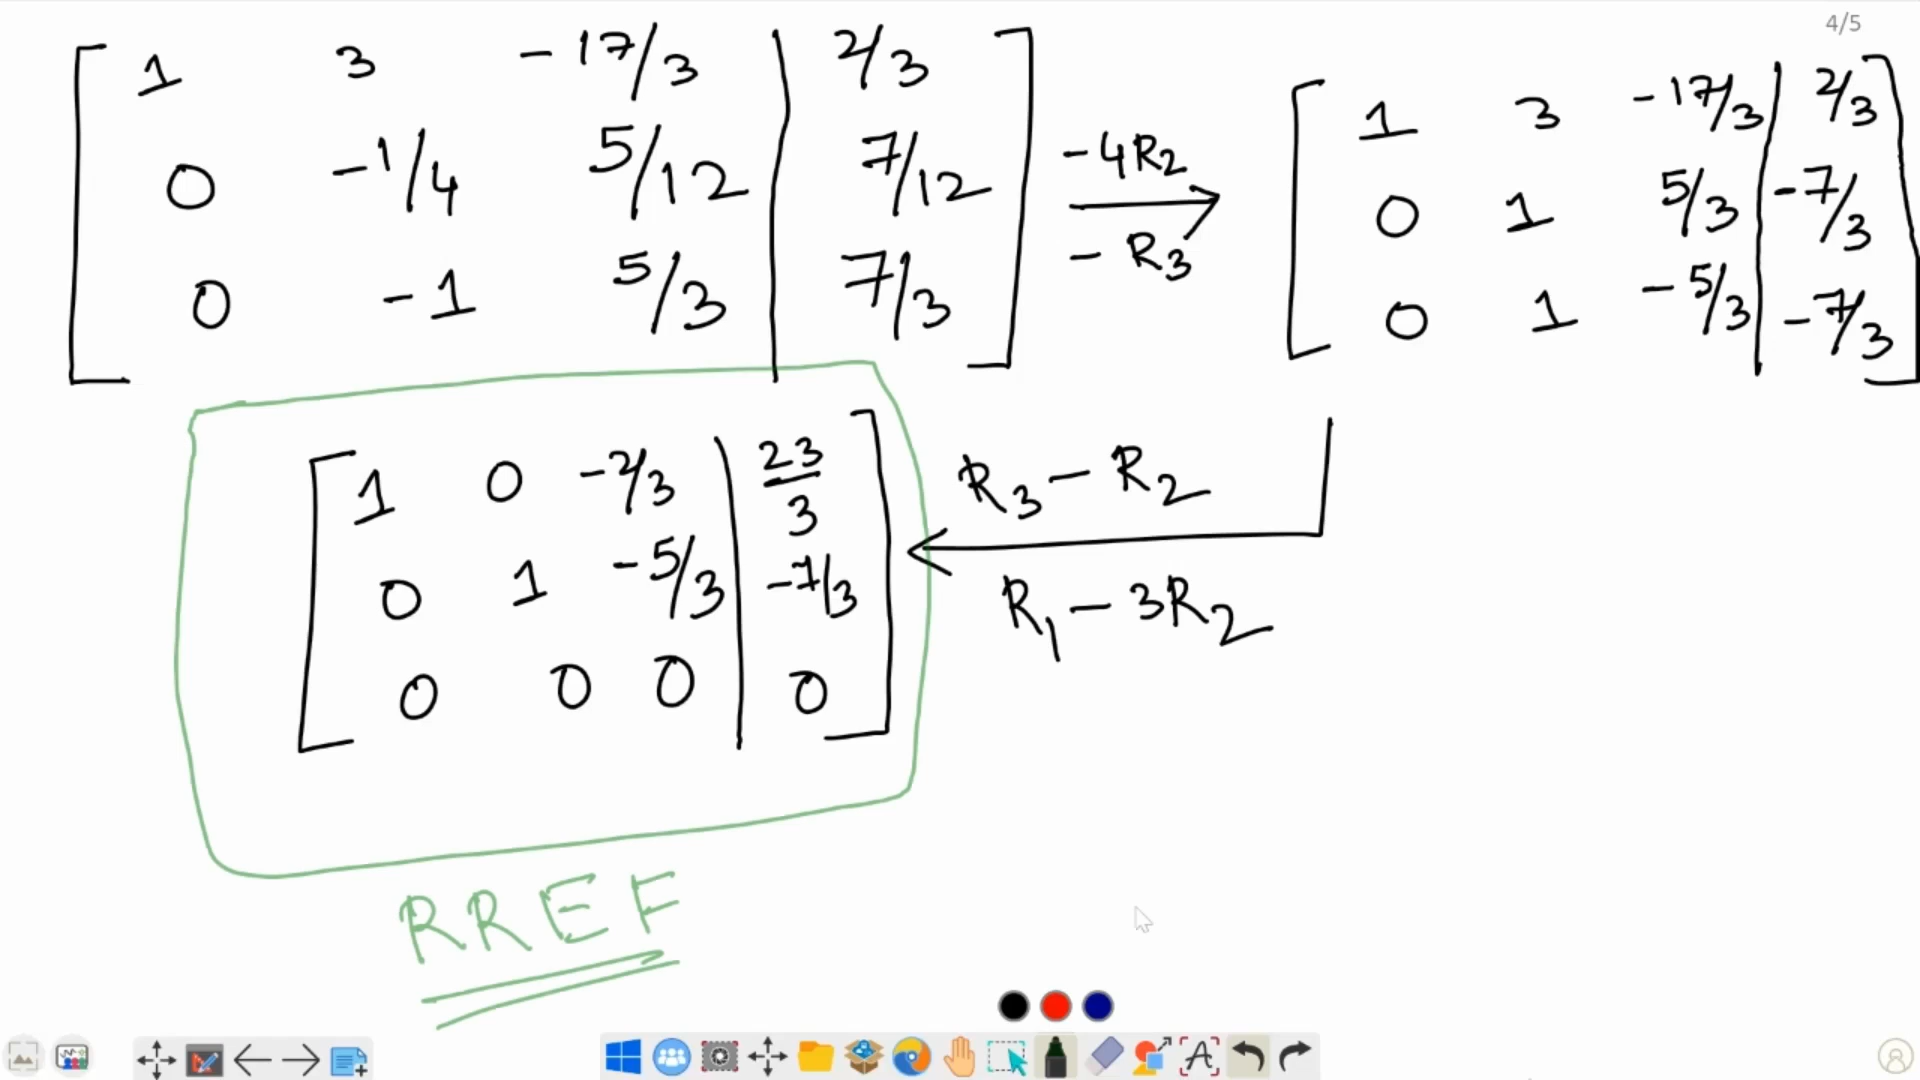 4/5
1 3 -17/3 | 2/3
0 -1/4 5/12 | 7/12
0 -1 5/3 | 7/3
-4R2
- R3
1 3 -17/3 | 2/3
0 1 5/3 | -7/3
0 1 -5/3 | -7/3
R3 - R2
R1 - 3R2
1 0 -2/3 | 23/3
0 1 -5/3 | -7/3
0 0 0 | 0
RREF